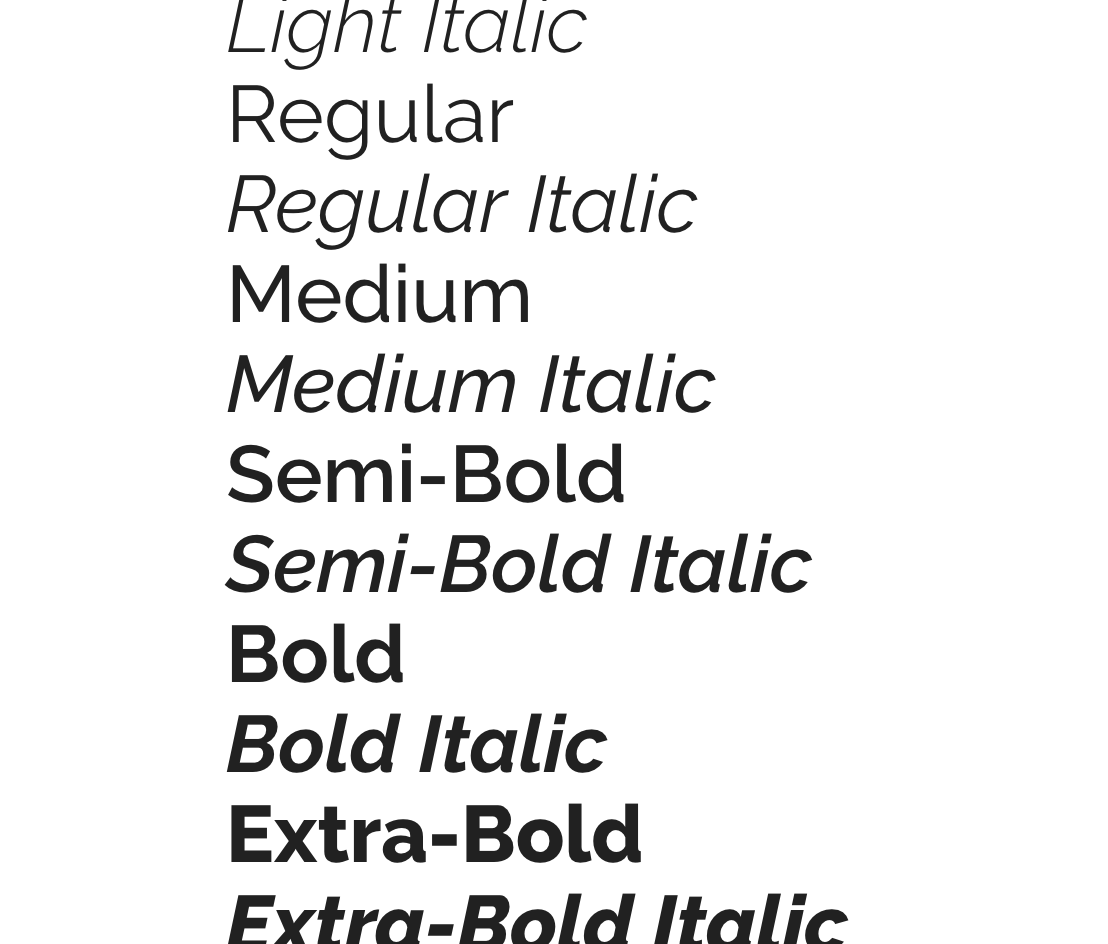 Light Italic
Regular
Regular Italic
Medium
Medium Italic
Semi-Bold
Semi-Bold Italic
Bold
Bold Italic
Extra-Bold
Extra-Bold Italic